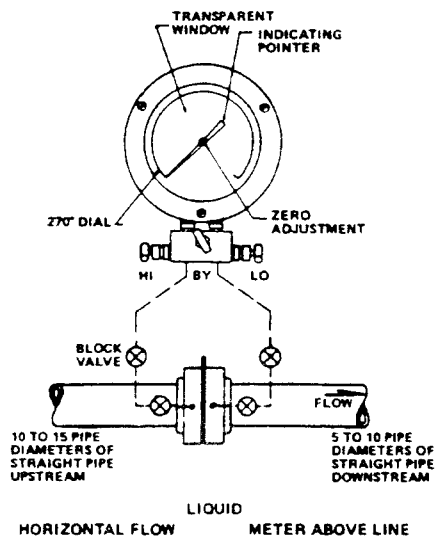 TRANSPARENT
WINDOW
INDICATING
POINTER
270° DIAL
ZERO
ADJUSTMENT
HI BY LO
BLOCK
VALVE
FLOW
10 TO 15 PIPE
DIAMETERS OF
STRAIGHT PIPE
UPSTREAM
5 TO 10 PIPE
DIAMETERS OF
STRAIGHT PIPE
DOWNSTREAM
LIQUID
HORIZONTAL FLOW METER ABOVE LINE